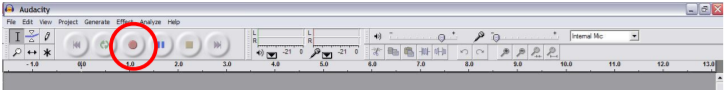 Audacity
File Edit View Project Generate Effect Analyze Help
L
R
-21 0
L
R
-21 0
Internal Mic
- 1.0 0,0 1.0 2.0 3.0 4.0 5.0 6.0 7.0 8.0 9.0 10.0 11.0 12.0 13.0